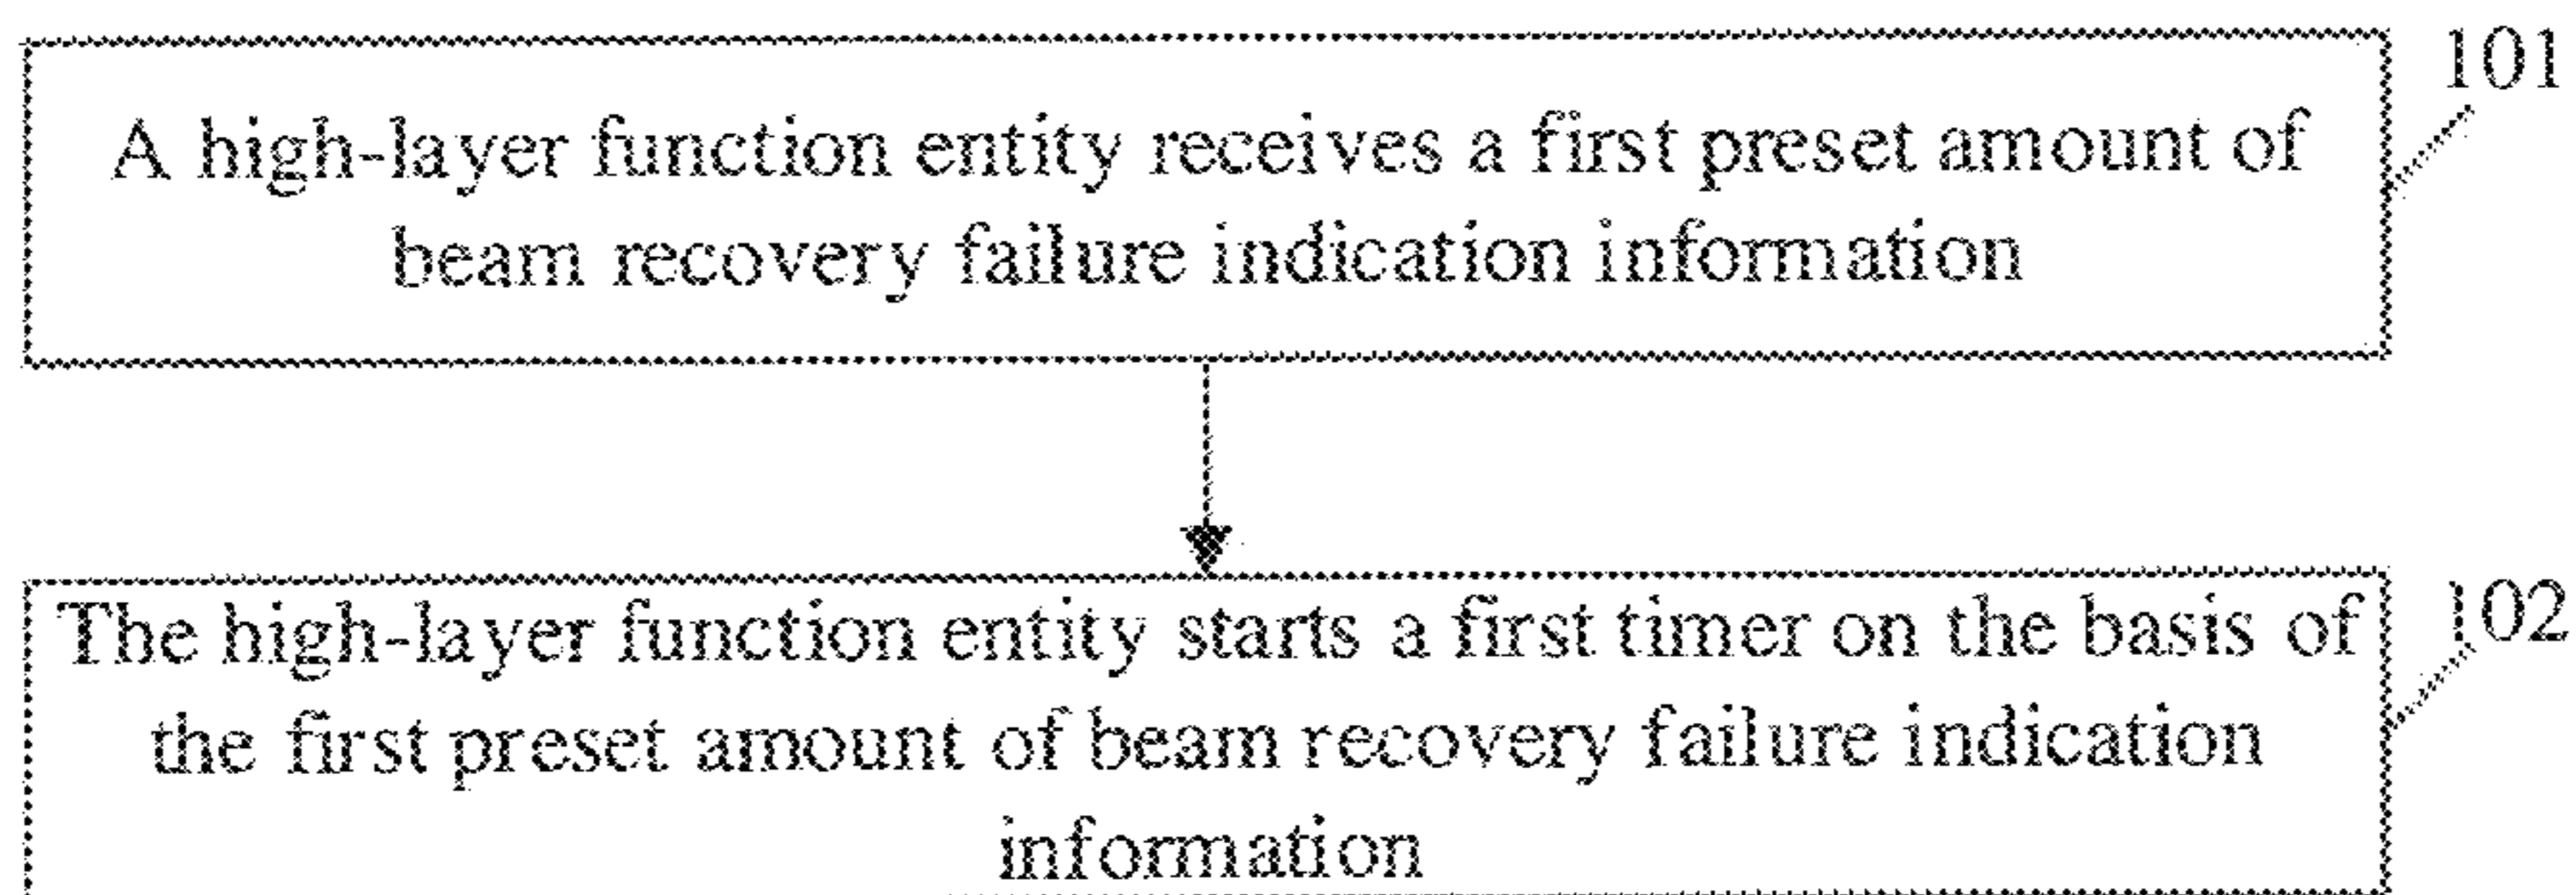 101
A high-layer function entity receives a first preset amount of
beam recovery failure indication information
102
The high-layer function entity starts a first timer on the basis of
the first preset amount of beam recovery failure indication
information